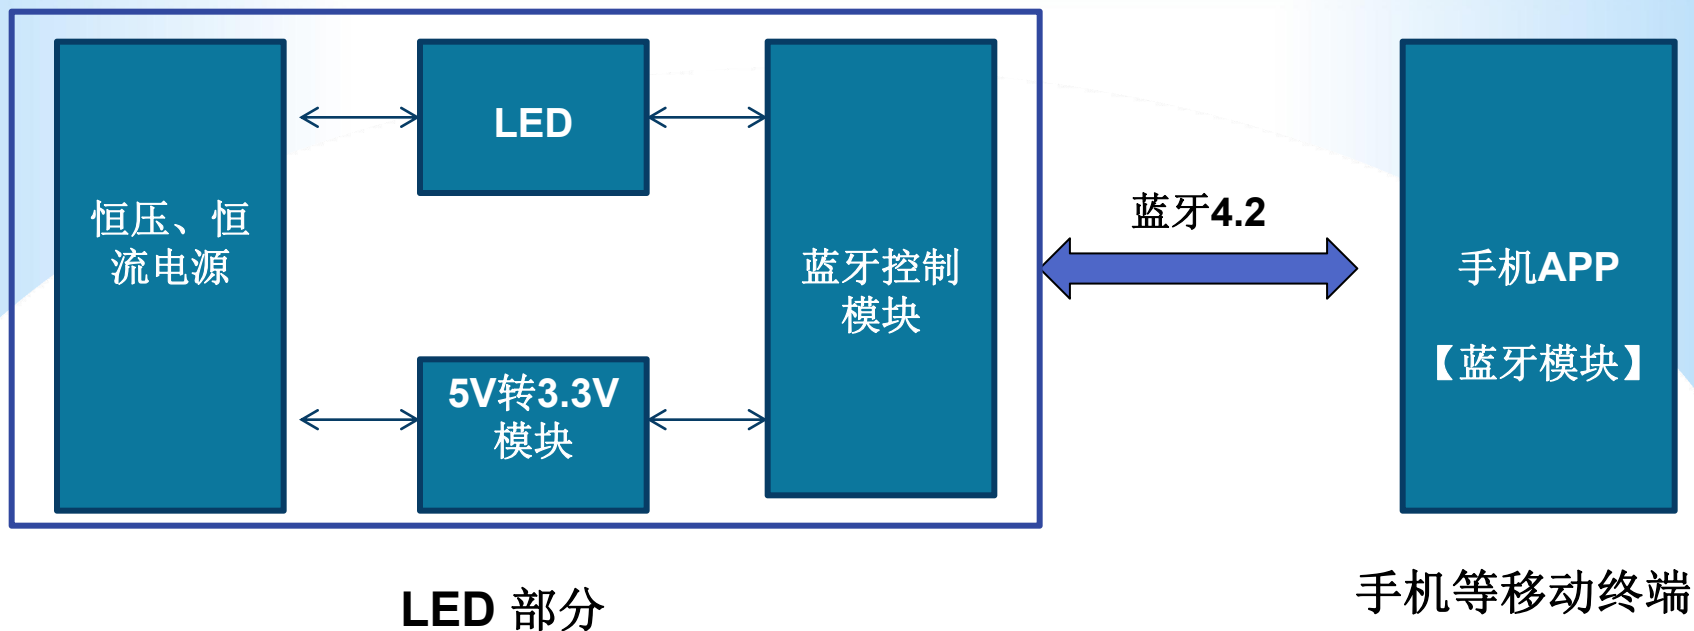 恒压、恒
流电源
LED
5V转3.3V
模块
蓝牙控制
模块
蓝牙4.2
手机APP
【蓝牙模块】
LED 部分
手机等移动终端